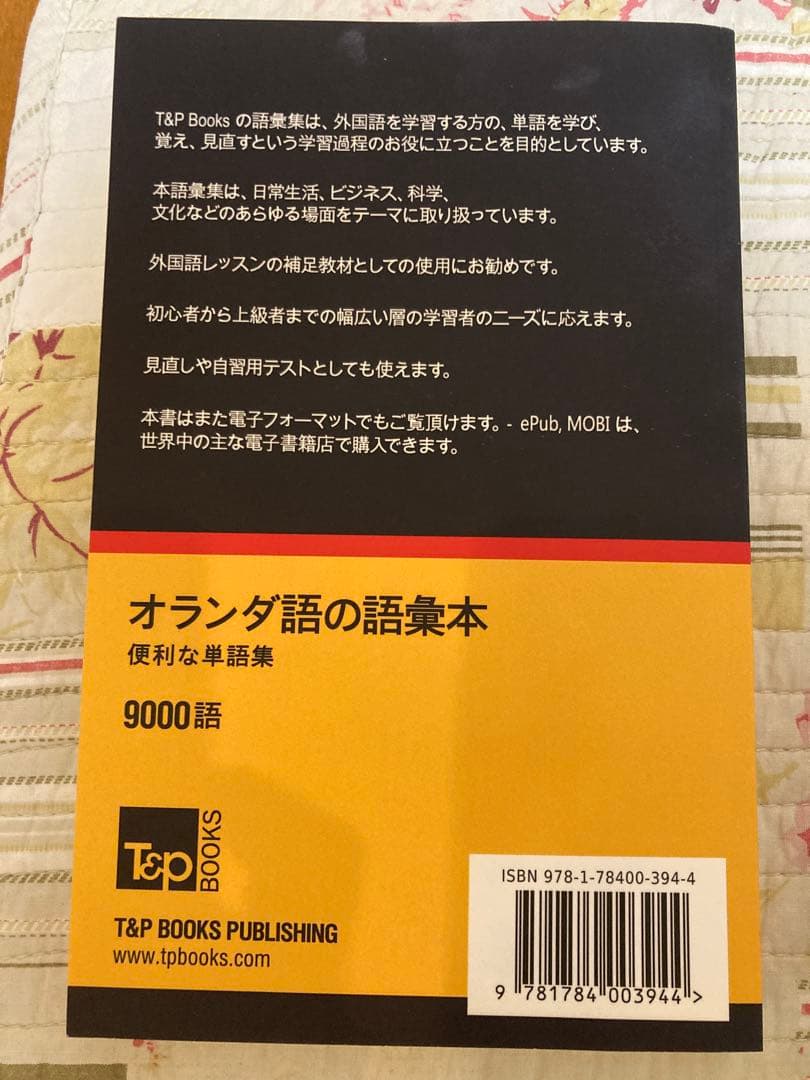 T&P Books の語彙集は、外国語を学習する方の、単語を学び、
覚え、見直すという学習過程のお役に立つことを目的としています。
本語彙集は、日常生活、ビジネス、科学、
文化などのあらゆる場面をテーマに取り扱っています。
外国語レッスンの補足教材としての使用にお勧めです。
初心者から上級者までの幅広い層の学習者のニーズに応えます。
見直しや自習用テストとしても使えます。
本書はまた電子フォーマットでもご覧頂けます。- ePub, MOBI は、
世界中の主な電子書籍店で購入できます。
オランダ語の語彙本
便利な単語集
9000語
T&P
BOOKS
T&P BOOKS PUBLISHING
www.tpbooks.com
ISBN 978-1-78400-394-4
9 781784 003944 >